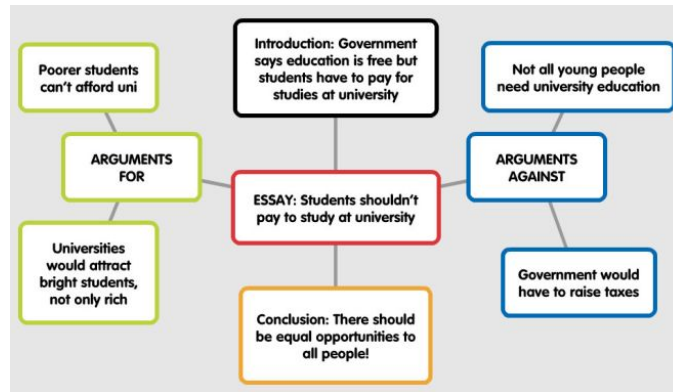 Introduction: Government
says education is free but
students have to pay for
studies at university
Poorer students
can't afford uni
Not all young people
need university education
ARGUMENTS
FOR
ARGUMENTS
AGAINST
ESSAY: Students shouldn't
pay to study at university
Universities
would attract
bright students,
not only rich
Government would
have to raise taxes
Conclusion: There should
be equal opportunities to
all people!